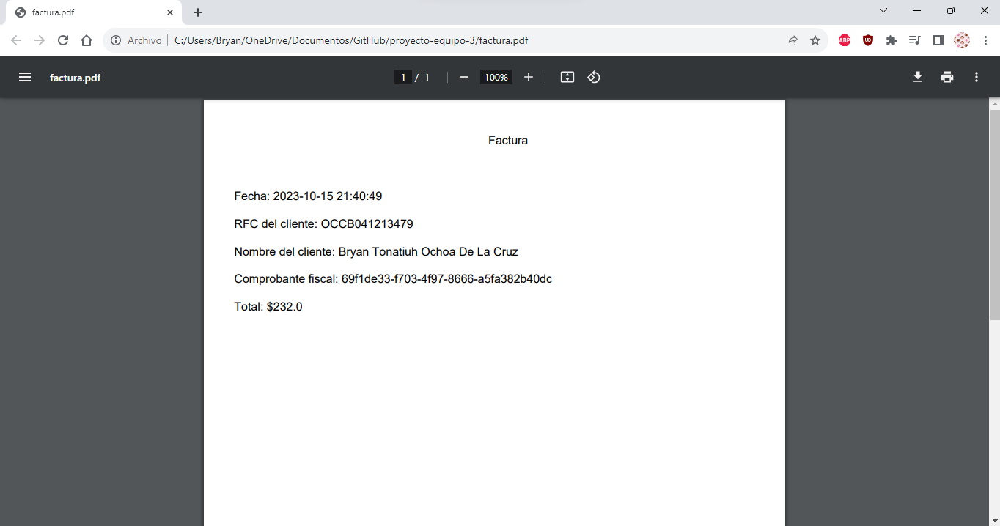 factura.pdf
Archivo C:/Users/Bryan/OneDrive/Documentos/GitHub/proyecto-equipo-3/factura.pdf
ABP
factura.pdf 1 / 1 100%
Factura
Fecha: 2023-10-15 21:40:49
RFC del cliente: OCCB041213479
Nombre del cliente: Bryan Tonatiuh Ochoa De La Cruz
Comprobante fiscal: 69f1de33-f703-4f97-8666-a5fa382b40dc
Total: $232.0